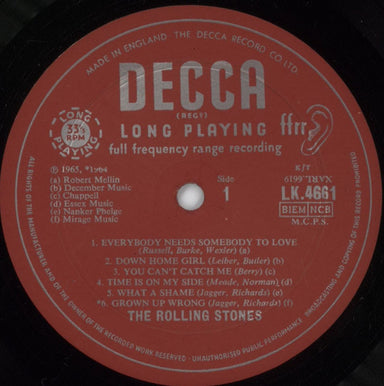 MADE IN ENGLAND THE DECCA RECORD CO LTD
DECCA
(REGT)
LONG PLAYING ffrr
full frequency range recording
LONG PLAYING
33⅓
RPM
K/T
℗ 1965, *1964
(a) Robert Mellin
(b) December Music
(c) Chappell
(d) Essex Music
(e) Nanker Phelge
(f) Mirage Music
Side
1
XARL.6619
LK.4661
BIEM NCB
M.C.P.S.
1. EVERYBODY NEEDS SOMEBODY TO LOVE
(Russell, Burke, Wexler) (a)
2. DOWN HOME GIRL (Leiber, Butler) (b)
3. YOU CAN'T CATCH ME (Berry) (c)
4. TIME IS ON MY SIDE (Meade, Norman) (d)
5. WHAT A SHAME (Jagger, Richards) (e)
*6. GROWN UP WRONG (Jagger, Richards) (f)
THE ROLLING STONES
ALL RIGHTS OF THE MANUFACTURER AND OF THE OWNER OF THE RECORDED WORK RESERVED · UNAUTHORISED PUBLIC PERFORMANCE BROADCASTING AND COPYING OF THIS RECORD PROHIBITED